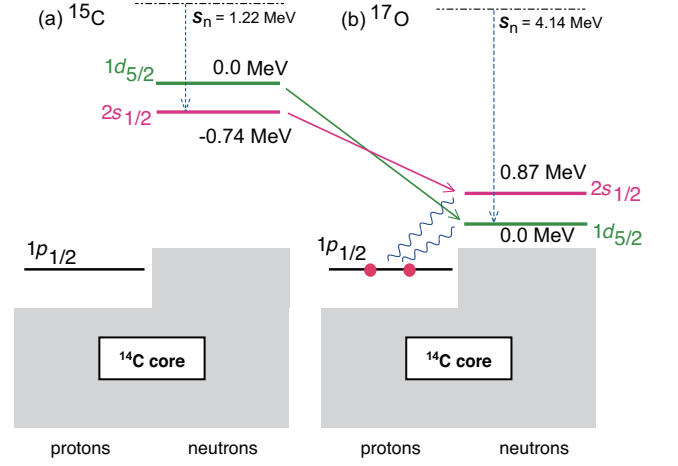 (a) ¹⁵C
Sₙ = 1.22 MeV
1d₅/₂
0.0 MeV
2s₁/₂
-0.74 MeV
1p₁/₂
¹⁴C core
protons
neutrons
(b) ¹⁷O
Sₙ = 4.14 MeV
0.87 MeV
2s₁/₂
0.0 MeV
1d₅/₂
1p₁/₂
¹⁴C core
protons
neutrons